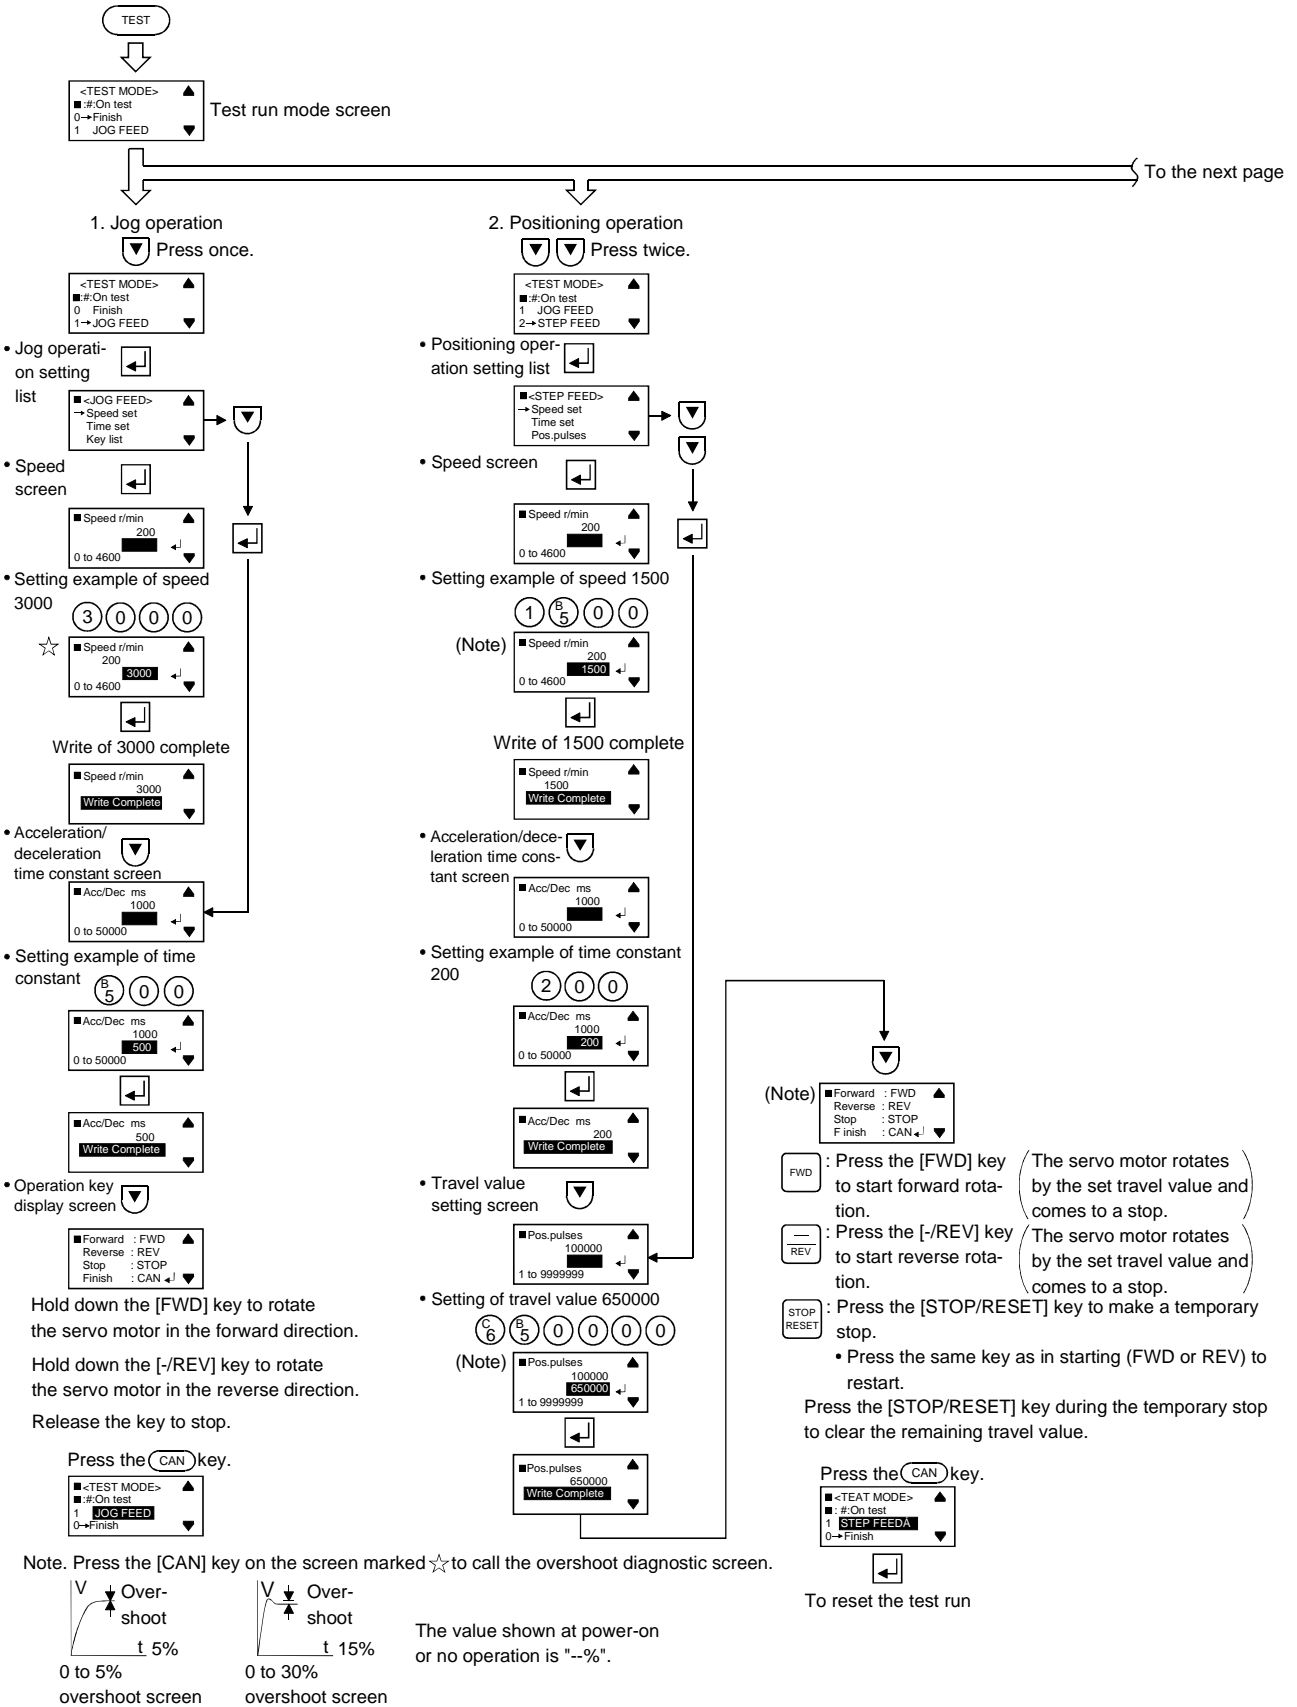 TEST
<TEST MODE>
:#:On test
0→Finish
1 JOG FEED
Test run mode screen
To the next page
1. Jog operation
▼ Press once.
<TEST MODE>
:#:On test
0 Finish
1→JOG FEED
• Jog operati-
on setting
list
<JOG FEED>
→Speed set
Time set
Key list
• Speed
screen
Speed r/min
200
0 to 4600
• Setting example of speed
3000
3 0 0 0
☆
Speed r/min
200
3000
0 to 4600
Write of 3000 complete
Speed r/min
3000
Write Complete
• Acceleration/
deceleration
time constant screen
Acc/Dec ms
1000
0 to 50000
• Setting example of time
constant
B
5 0 0
Acc/Dec ms
1000
500
0 to 50000
Acc/Dec ms
500
Write Complete
• Operation key
display screen
Forward : FWD
Reverse : REV
Stop : STOP
Finish : CAN
Hold down the [FWD] key to rotate
the servo motor in the forward direction.
Hold down the [-/REV] key to rotate
the servo motor in the reverse direction.
Release the key to stop.
Press the CAN key.
<TEST MODE>
:#:On test
1 JOG FEED
0→Finish
2. Positioning operation
▼ ▼ Press twice.
<TEST MODE>
:#:On test
1 JOG FEED
2→STEP FEED
• Positioning oper-
ation setting list
<STEP FEED>
→Speed set
Time set
Pos.pulses
• Speed screen
Speed r/min
200
0 to 4600
• Setting example of speed 1500
B
1 5 0 0
(Note)
Speed r/min
200
1500
0 to 4600
Write of 1500 complete
Speed r/min
1500
Write Complete
• Acceleration/dece-
leration time cons-
tant screen
Acc/Dec ms
1000
0 to 50000
• Setting example of time constant
200
2 0 0
Acc/Dec ms
1000
200
0 to 50000
Acc/Dec ms
200
Write Complete
• Travel value
setting screen
Pos.pulses
100000
1 to 9999999
• Setting of travel value 650000
C B
6 5 0 0 0 0
(Note)
Pos.pulses
100000
650000
1 to 9999999
Pos.pulses
650000
Write Complete
(Note)
Forward : FWD
Reverse : REV
Stop : STOP
F inish : CAN
FWD : Press the [FWD] key
to start forward rota-
tion.
(The servo motor rotates
by the set travel value and
comes to a stop.)
—
REV : Press the [-/REV] key
to start reverse rota-
tion.
(The servo motor rotates
by the set travel value and
comes to a stop.)
STOP
RESET : Press the [STOP/RESET] key to make a temporary
stop.
• Press the same key as in starting (FWD or REV) to
restart.
Press the [STOP/RESET] key during the temporary stop
to clear the remaining travel value.
Press the CAN key.
<TEAT MODE>
: #:On test
1 STEP FEEDÅ
0→Finish
To reset the test run
Note. Press the [CAN] key on the screen marked ☆ to call the overshoot diagnostic screen.
V
Over-
shoot
t 5%
0 to 5%
overshoot screen
V
Over-
shoot
t 15%
0 to 30%
overshoot screen
The value shown at power-on
or no operation is "--%".